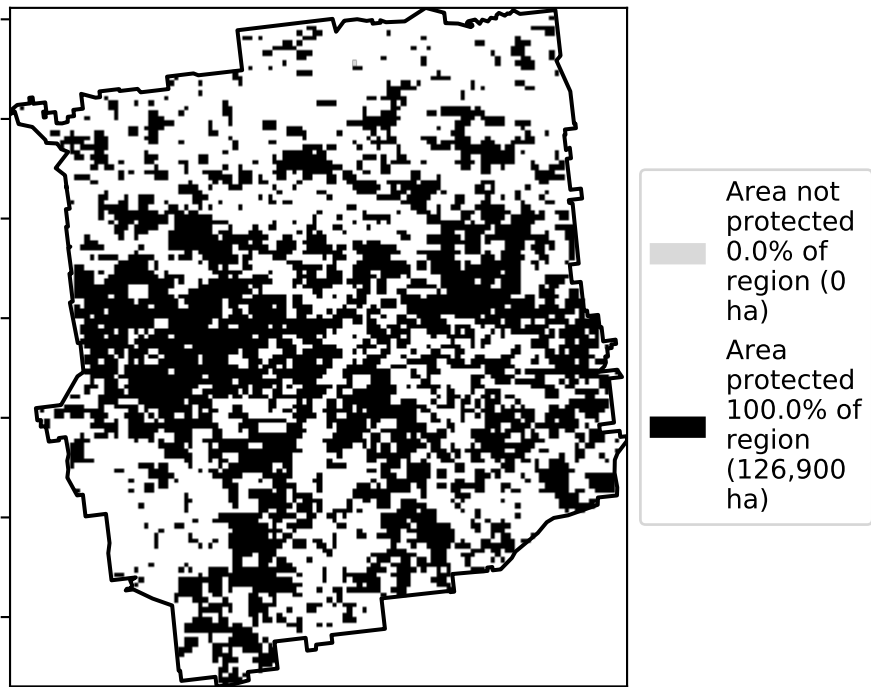 Area not
protected
0.0% of
region (0
ha)
Area
protected
100.0% of
region
(126,900
ha)